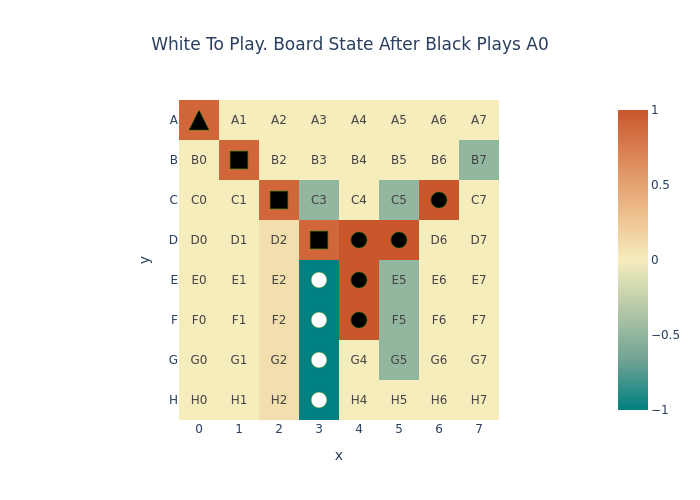 White To Play. Board State After Black Plays A0
A A1 A2 A3 A4 A5 A6 A7 1
B B0 B2 B3 B4 B5 B6 B7
C C0 C1 C3 C4 C5 C7 0.5
D D0 D1 D2 D6 D7
y 0
E E0 E1 E2 E5 E6 E7
F F0 F1 F2 F5 F6 F7 −0.5
G G0 G1 G2 G4 G5 G6 G7
H H0 H1 H2 H4 H5 H6 H7 −1
0 1 2 3 4 5 6 7
x